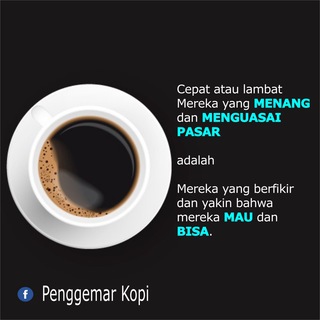 Cepat atau lambat
Mereka yang MENANG
dan MENGUASAI
PASAR
adalah
Mereka yang berfikir
dan yakin bahwa
mereka MAU dan
BISA.
f Penggemar Kopi